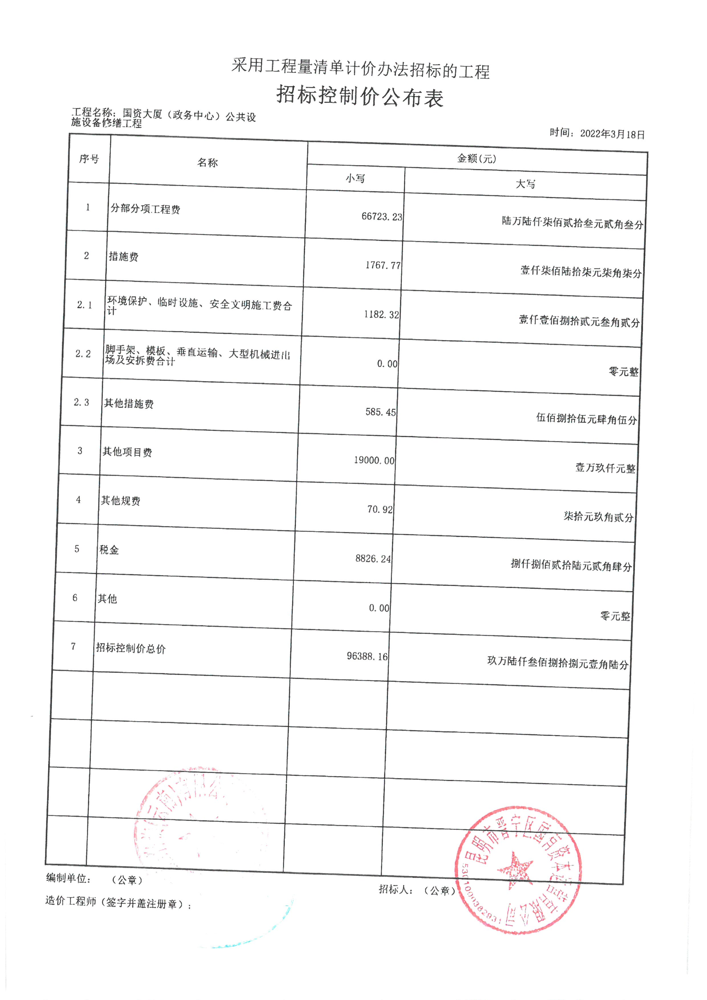 采用工程量清单计价办法招标的工程
招标控制价公布表
工程名称：国资大厦（政务中心）公共设
施设备修缮工程
时间：2022年3月18日
序号 名称 金额(元)
小写 大写
1 分部分项工程费 66723.23 陆万陆仟柒佰贰拾叁元贰角叁分
2 措施费 1767.77 壹仟柒佰陆拾柒元柒角柒分
2.1 环境保护、临时设施、安全文明施工费合
计 1182.32 壹仟壹佰捌拾贰元叁角贰分
2.2 脚手架、模板、垂直运输、大型机械进出
场及安拆费合计 0.00 零元整
2.3 其他措施费 585.45 伍佰捌拾伍元肆角伍分
3 其他项目费 19000.00 壹万玖仟元整
4 其他规费 70.92 柒拾元玖角贰分
5 税金 8826.24 捌仟捌佰贰拾陆元贰角肆分
6 其他 0.00 零元整
7 招标控制价总价 96388.16 玖万陆仟叁佰捌拾捌元壹角陆分
(云南)有限公
昆明市晋宁区国有资本运营有限公司
5301000382931
编制单位： （公章）
招标人：（公章）
造价工程师（签字并盖注册章）：